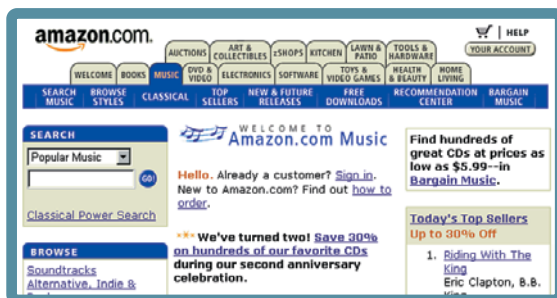 amazon.com.
HELP
YOUR ACCOUNT
AUCTIONS
ART &
COLLECTIBLES
zSHOPS
KITCHEN
LAWN &
PATIO
TOOLS &
HARDWARE
WELCOME
BOOKS
MUSIC
DVD &
VIDEO
ELECTRONICS
SOFTWARE
TOYS &
VIDEO GAMES
HEALTH
& BEAUTY
HOME
LIVING
SEARCH
MUSIC
BROWSE
STYLES
CLASSICAL
TOP
SELLERS
NEW & FUTURE
RELEASES
FREE
DOWNLOADS
RECOMMENDATION
CENTER
BARGAIN
MUSIC
SEARCH
Popular Music
GO!
Classical Power Search
BROWSE
Soundtracks
Alternative, Indie &
WELCOME TO
Amazon.com Music
Hello. Already a customer? Sign in.
New to Amazon.com? Find out how to
order.
We've turned two! Save 30%
on hundreds of our favorite CDs
during our second anniversary
celebration.
Find hundreds of
great CDs at prices as
low as $5.99--in
Bargain Music.
Today's Top Sellers
Up to 30% Off
1. Riding With The
King
Eric Clapton, B.B.
King